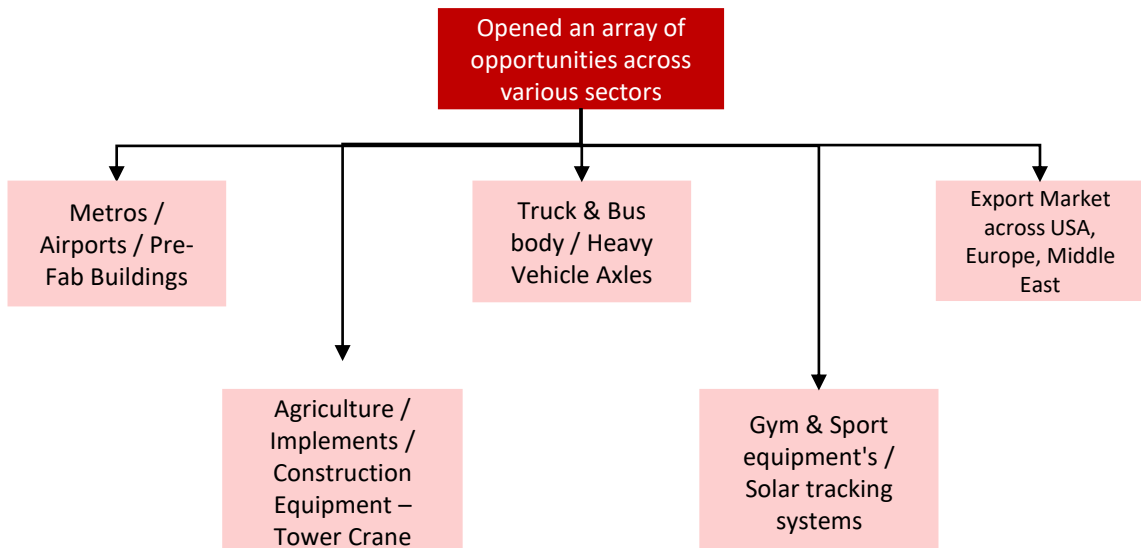 Opened an array of
opportunities across
various sectors
Metros /
Airports / Pre-
Fab Buildings
Truck & Bus
body / Heavy
Vehicle Axles
Export Market
across USA,
Europe, Middle
East
Agriculture /
Implements /
Construction
Equipment –
Tower Crane
Gym & Sport
equipment's /
Solar tracking
systems